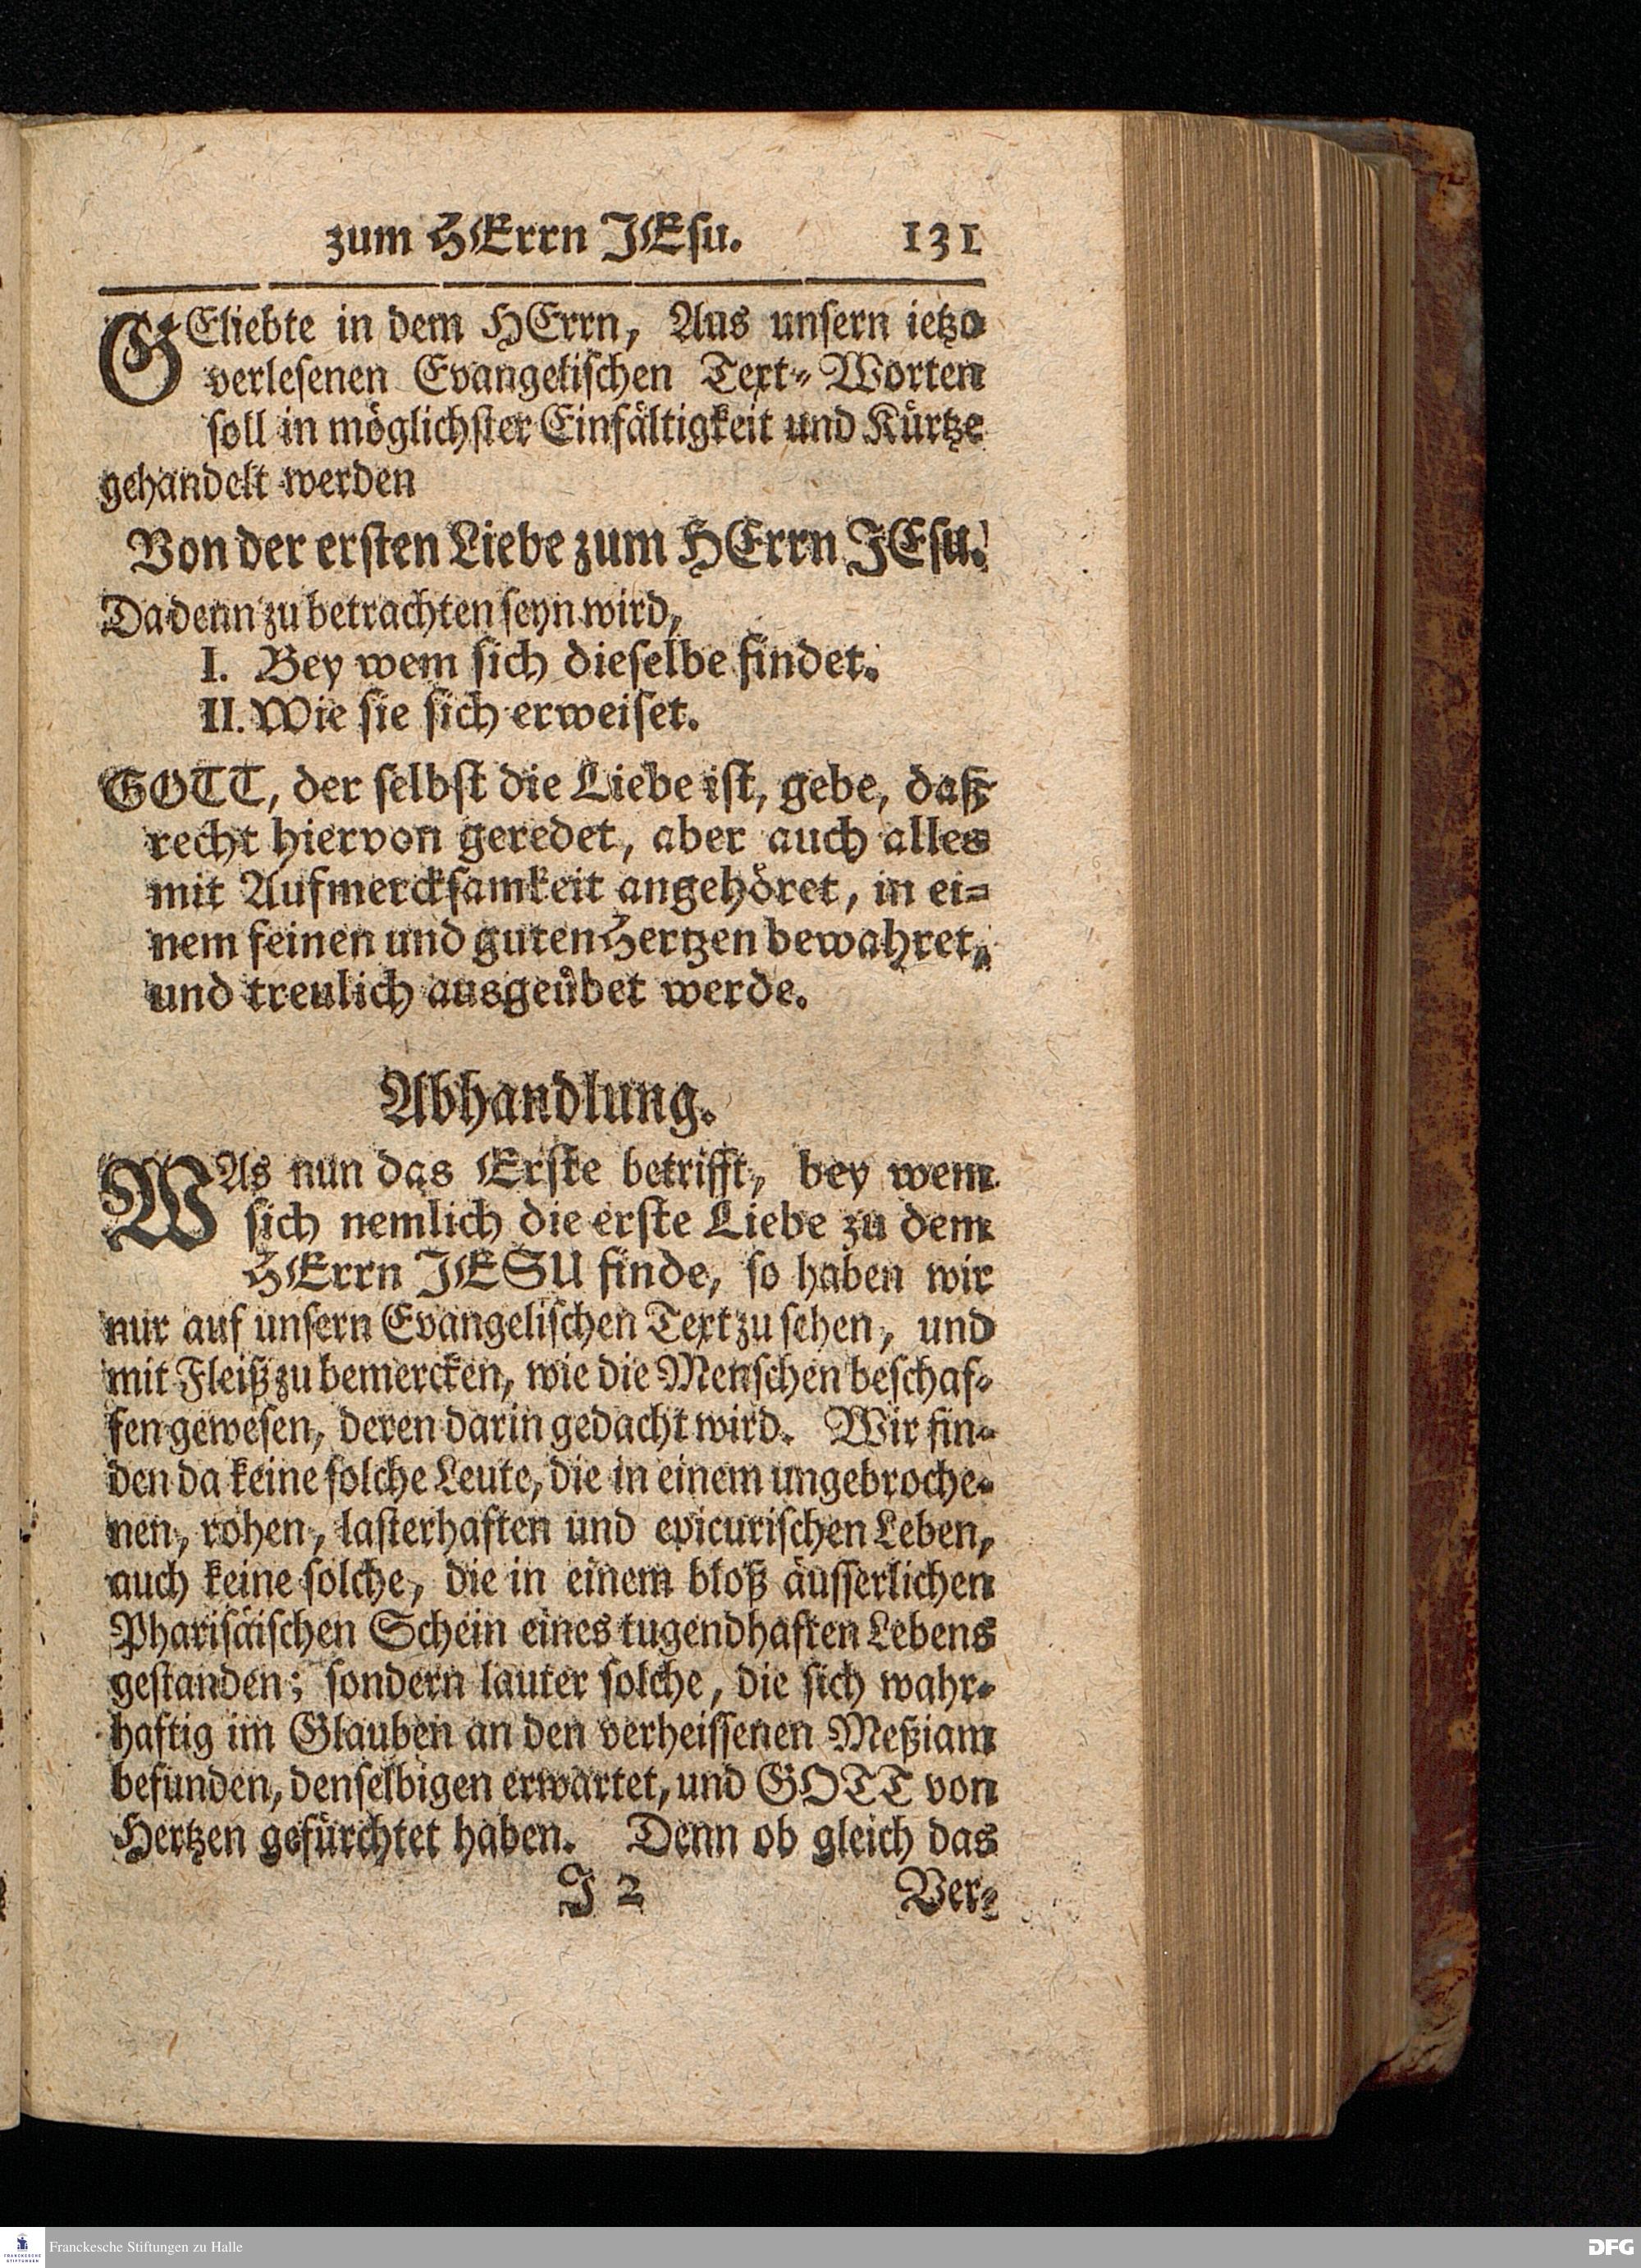 zum HErrn JEsu. 131
GEliebte in dem HErrn, Aus unsern ietzo
verlesenen Evangelischen Text-Worten
soll in möglichster Einfältigkeit und Kürtze
gehandelt werden
Von der ersten Liebe zum HErrn JEsu.
Da denn zu betrachten seyn wird,
I. Bey wem sich dieselbe findet.
II. Wie sie sich erweiset.
GOTT, der selbst die Liebe ist, gebe, daß
recht hiervon geredet, aber auch alles
mit Aufmercksamkeit angehöret, in ei-
nem feinen und guten Hertzen bewahret,
und treulich ausgeübet werde.
Abhandlung.
WAs nun das Erste betrifft, bey wem
sich nemlich die erste Liebe zu dem
HErrn JESU finde, so haben wir
nur auf unsern Evangelischen Text zu sehen, und
mit Fleiß zu bemercken, wie die Menschen beschaf-
fen gewesen, deren darin gedacht wird. Wir fin-
den da keine solche Leute, die in einem ungebroche-
nen, rohen, lasterhaften und epicurischen Leben,
auch keine solche, die in einem bloß äusserlichen
Pharisäischen Schein eines tugendhaften Lebens
gestanden; sondern lauter solche, die sich wahr-
haftig im Glauben an den verheissenen Meßiam
befunden, denselbigen erwartet, und GOTT von
Hertzen gefürchtet haben. Denn ob gleich das
J 2 Ver-
FRANCKESCHE STIFTUNGEN
Franckesche Stiftungen zu Halle
DFG